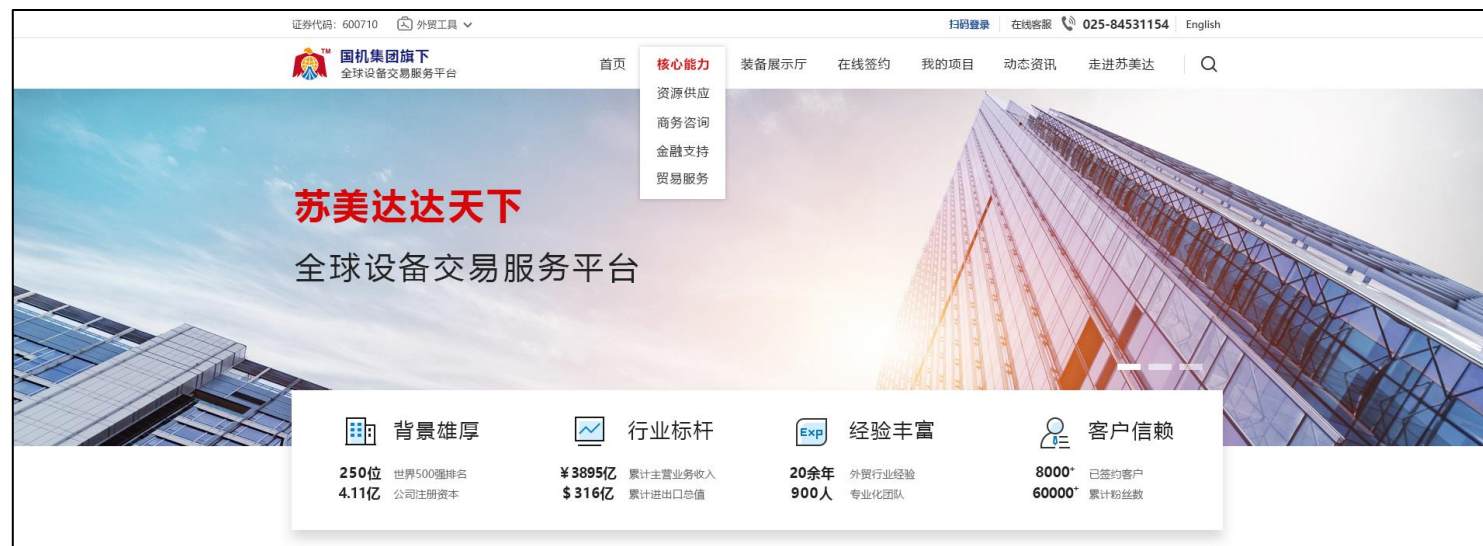 证券代码：600710 外贸工具 扫码登录 在线客服 025-84531154 English
TM
国机集团旗下
全球设备交易服务平台
首页 核心能力 装备展示厅 在线签约 我的项目 动态资讯 走进苏美达
资源供应
商务咨询
金融支持
贸易服务
苏美达达天下
全球设备交易服务平台
背景雄厚
250位 世界500强排名
4.11亿 公司注册资本
行业标杆
¥3895亿 累计主营业务收入
$316亿 累计进出口总值
Exp 经验丰富
20余年 外贸行业经验
900人 专业化团队
客户信赖
8000+ 已签约客户
60000+ 累计粉丝数